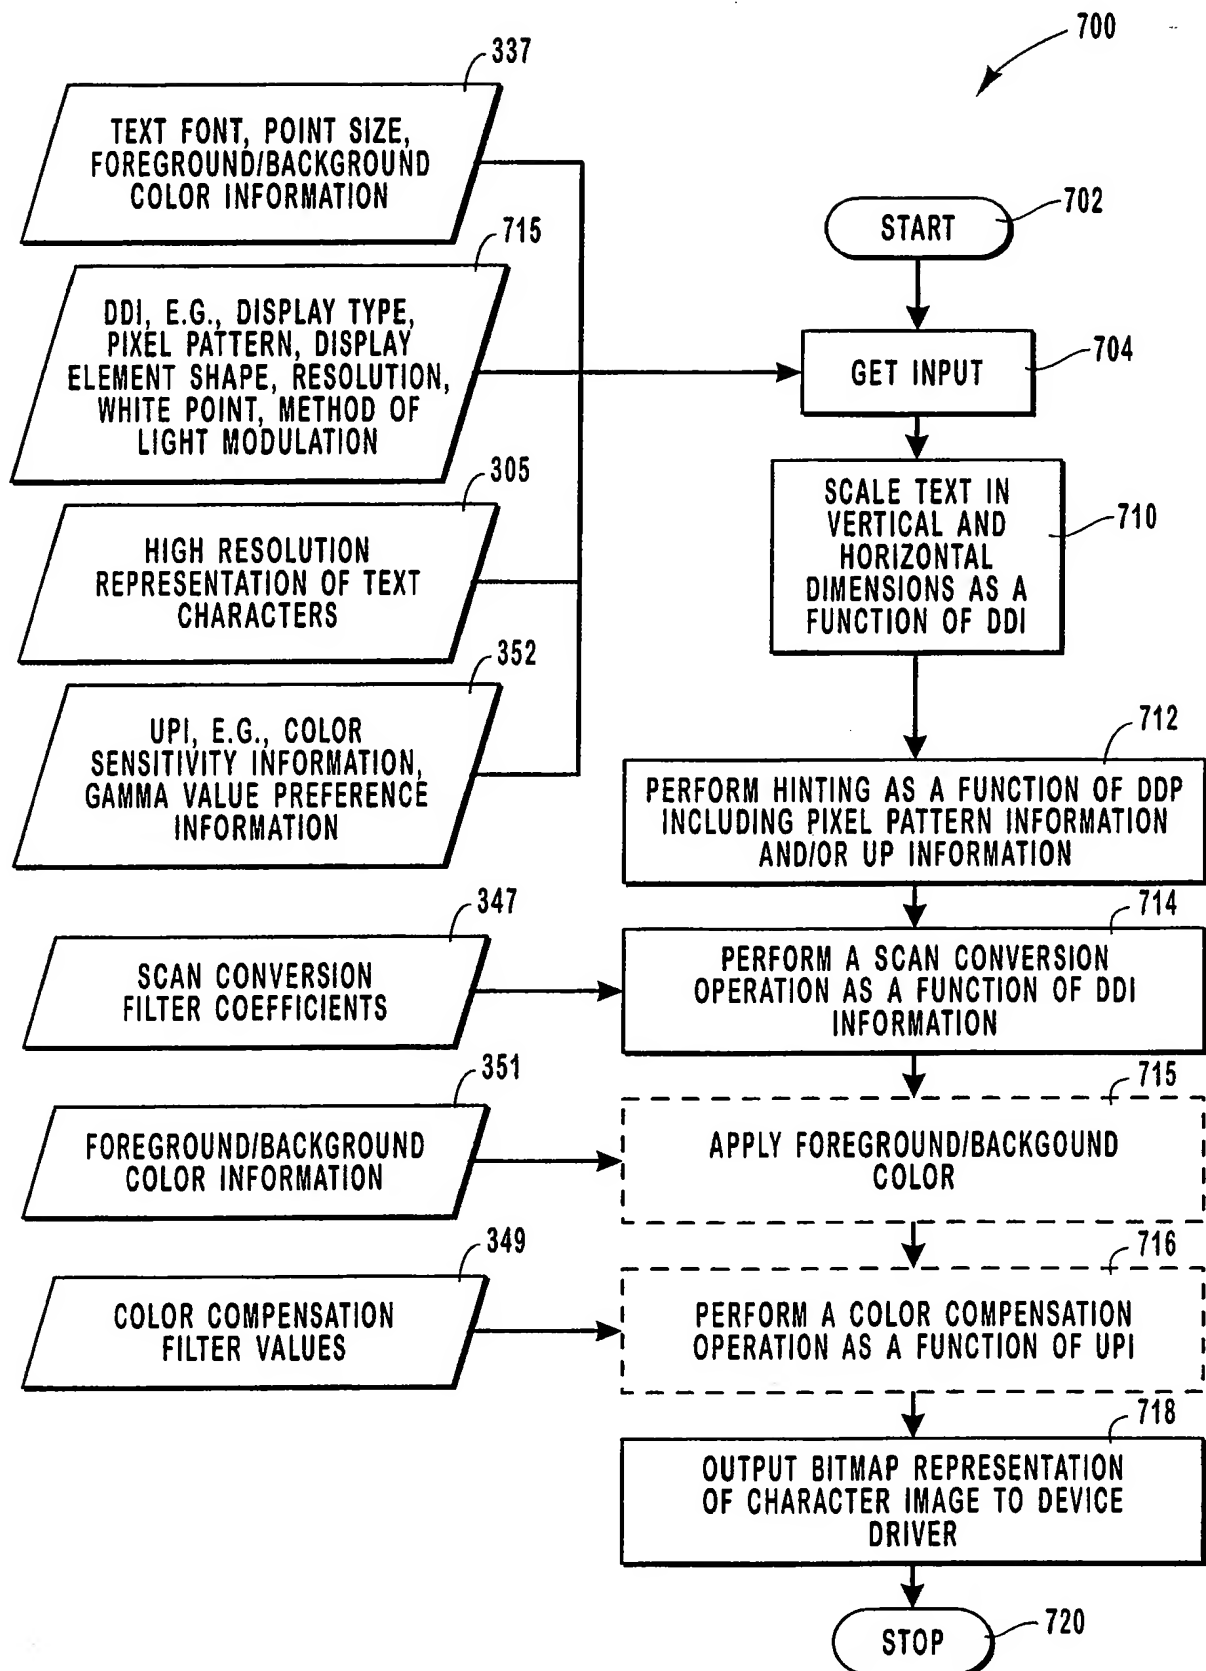 700
337
TEXT FONT, POINT SIZE,
FOREGROUND/BACKGROUND
COLOR INFORMATION
715
DDI, E.G., DISPLAY TYPE,
PIXEL PATTERN, DISPLAY
ELEMENT SHAPE, RESOLUTION,
WHITE POINT, METHOD OF
LIGHT MODULATION
305
HIGH RESOLUTION
REPRESENTATION OF TEXT
CHARACTERS
352
UPI, E.G., COLOR
SENSITIVITY INFORMATION,
GAMMA VALUE PREFERENCE
INFORMATION
347
SCAN CONVERSION
FILTER COEFFICIENTS
351
FOREGROUND/BACKGROUND
COLOR INFORMATION
349
COLOR COMPENSATION
FILTER VALUES
702
START
704
GET INPUT
710
SCALE TEXT IN
VERTICAL AND
HORIZONTAL
DIMENSIONS AS A
FUNCTION OF DDI
712
PERFORM HINTING AS A FUNCTION OF DDP
INCLUDING PIXEL PATTERN INFORMATION
AND/OR UP INFORMATION
714
PERFORM A SCAN CONVERSION
OPERATION AS A FUNCTION OF DDI
INFORMATION
715
APPLY FOREGROUND/BACKGOUND
COLOR
716
PERFORM A COLOR COMPENSATION
OPERATION AS A FUNCTION OF UPI
718
OUTPUT BITMAP REPRESENTATION
OF CHARACTER IMAGE TO DEVICE
DRIVER
720
STOP